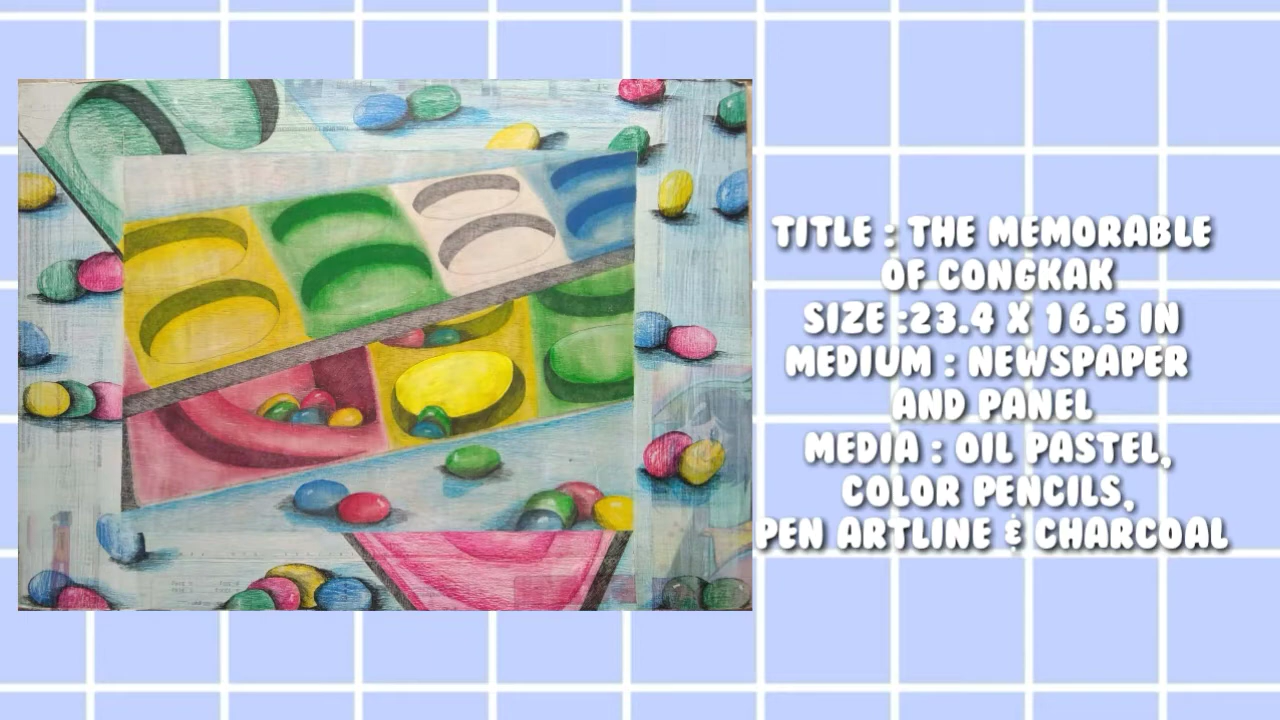 TITLE : THE MEMORABLE
OF CONGKAK
SIZE :23.4 X 16.5 IN
MEDIUM : NEWSPAPER
AND PANEL
MEDIA : OIL PASTEL,
COLOR PENCILS,
PEN ARTLINE & CHARCOAL